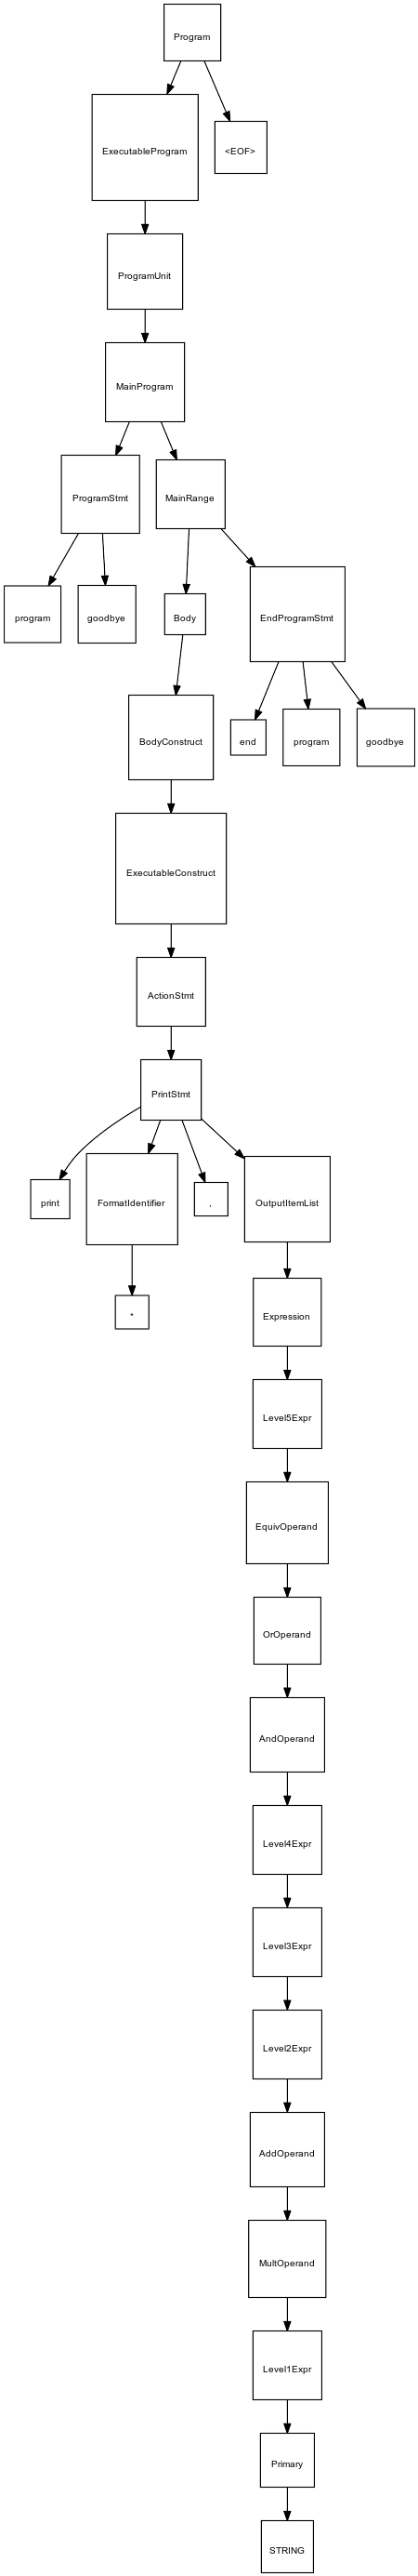 Program
ExecutableProgram
<EOF>
ProgramUnit
MainProgram
ProgramStmt
MainRange
program
goodbye
Body
EndProgramStmt
BodyConstruct
end
program
goodbye
ExecutableConstruct
ActionStmt
PrintStmt
print
FormatIdentifier
,
OutputItemList
*
Expression
Level5Expr
EquivOperand
OrOperand
AndOperand
Level4Expr
Level3Expr
Level2Expr
AddOperand
MultOperand
Level1Expr
Primary
STRING